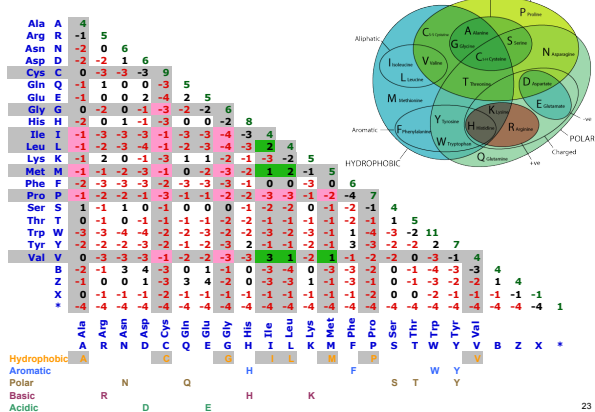 Ala A 4
Arg R -1 5
Asn N -2 0 6
Asp D -2 -2 1 6
Cys C 0 -3 -3 -3 9
Gln Q -1 1 0 0 -3 5
Glu E -1 0 0 2 -4 2 5
Gly G 0 -2 0 -1 -3 -2 -2 6
His H -2 0 1 -1 -3 0 0 -2 8
Ile I -1 -3 -3 -3 -1 -3 -3 -4 -3 4
Leu L -1 -2 -3 -4 -1 -2 -3 -4 -3 2 4
Lys K -1 2 0 -1 -3 1 1 -2 -1 -3 -2 5
Met M -1 -1 -2 -3 -1 0 -2 -3 -2 1 2 -1 5
Phe F -2 -3 -3 -3 -2 -3 -3 -3 -1 0 0 -3 0 6
Pro P -1 -2 -2 -1 -3 -1 -1 -2 -2 -3 -3 -1 -2 -4 7
Ser S 1 -1 1 0 -1 0 0 0 -1 -2 -2 0 -1 -2 -1 4
Thr T 0 -1 0 -1 -1 -1 -1 -2 -2 -1 -1 -1 -1 -2 -1 1 5
Trp W -3 -3 -4 -4 -2 -2 -3 -2 -2 -3 -2 -3 -1 1 -4 -3 -2 11
Tyr Y -2 -2 -2 -3 -2 -1 -2 -3 2 -1 -1 -2 -1 3 -3 -2 -2 2 7
Val V 0 -3 -3 -3 -1 -2 -2 -3 -3 3 1 -2 1 -1 -2 -2 0 -3 -1 4
B -2 -1 3 4 -3 0 1 -1 0 -3 -4 0 -3 -3 -2 0 -1 -4 -3 -3 4
Z -1 0 0 1 -3 3 4 -2 0 -3 -3 1 -1 -3 -1 0 -1 -3 -2 -2 1 4
X 0 -1 -1 -1 -2 -1 -1 -1 -1 -1 -1 -1 -1 -1 -2 0 0 -2 -1 -1 -1 -1 -1
* -4 -4 -4 -4 -4 -4 -4 -4 -4 -4 -4 -4 -4 -4 -4 -4 -4 -4 -4 -4 -4 -4 -4 1
Ala Arg Asn Asp Cys Gln Glu Gly His Ile Leu Lys Met Phe Pro Ser Thr Trp Tyr Val
A R N D C Q E G H I L K M F P S T W Y V B Z X *
Hydrophobic A C G I L M P V
Aromatic H F W Y
Polar N Q S T Y
Basic R H K
Acidic D E
P Proline
Aliphatic
A Alanine
S Serine
G Glycine
N Asparagine
I Isoleucine
V Valine
L Leucine
T Threonine
D Aspartate
M Methionine
E Glutamate
-ve
K Lysine
Y Tyrosine
Aromatic
F Phenylalanine
H Histidine
R Arginine
POLAR
W Tryptophan
Charged
HYDROPHOBIC
Q Glutamine
+ve
23